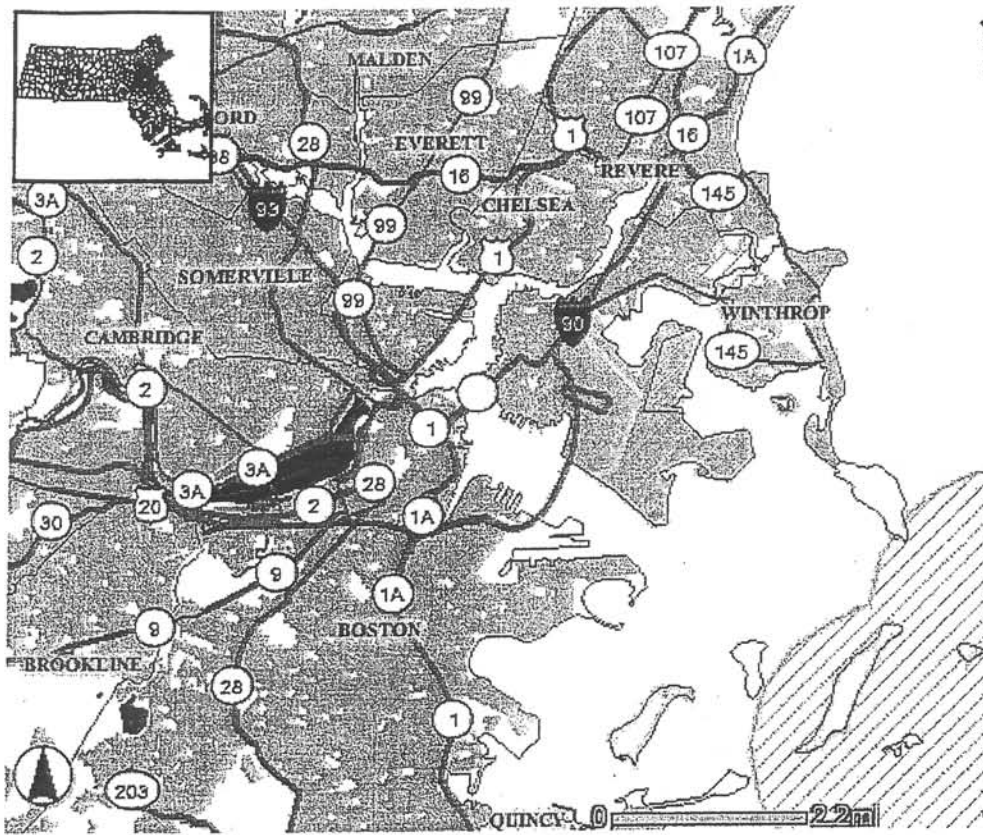 107
1A
MALDEN
99
107
ORD
28
EVERETT
1
16
38
16
REVERE
3A
93
145
CHELSEA
99
2
1
SOMERVILLE
99
90
WINTHROP
CAMBRIDGE
145
2
1
3A
28
3A
2
20
30
1A
9
1A
9
BOSTON
BROOKLINE
28
1
203
QUINCY
0
2.2